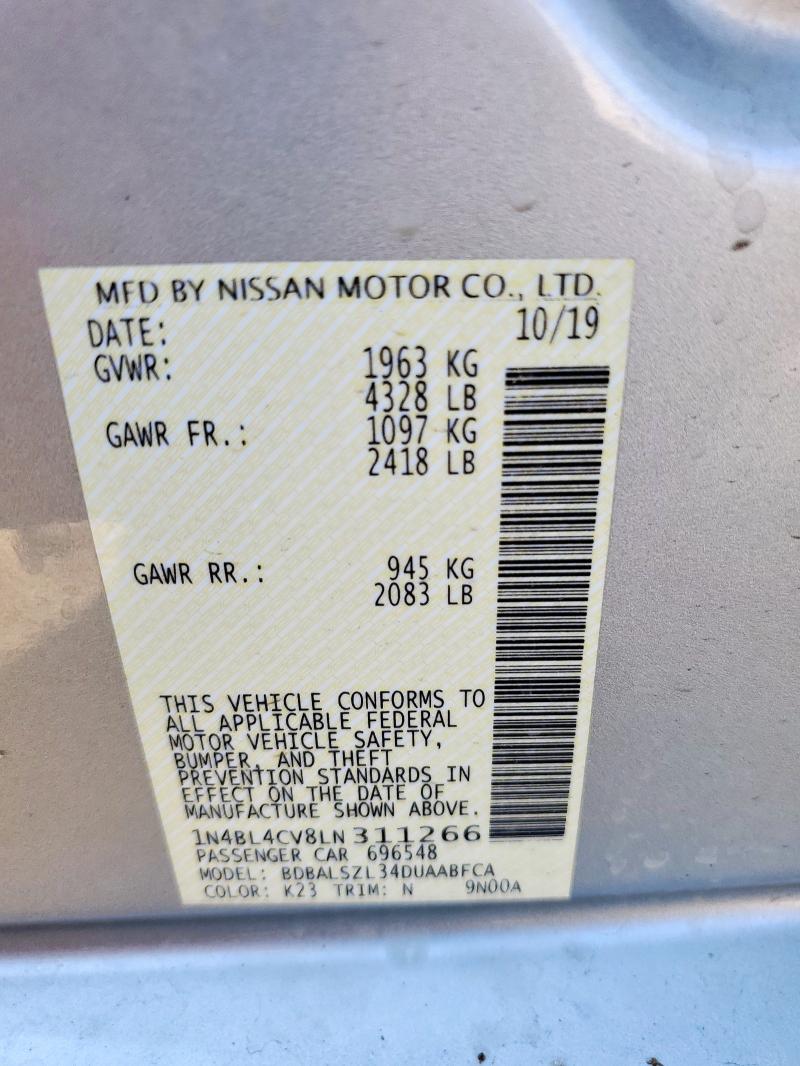 MFD BY NISSAN MOTOR CO., LTD.
DATE: 10/19
GVWR: 1963 KG
4328 LB
GAWR FR.: 1097 KG
2418 LB
GAWR RR.: 945 KG
2083 LB
THIS VEHICLE CONFORMS TO
ALL APPLICABLE FEDERAL
MOTOR VEHICLE SAFETY,
BUMPER, AND THEFT
PREVENTION STANDARDS IN
EFFECT ON THE DATE OF
MANUFACTURE SHOWN ABOVE.
1N4BL4CV8LN311266
PASSENGER CAR 696548
MODEL: BDBALSZL34DUAABFCA
COLOR: K23 TRIM: N 9N00A